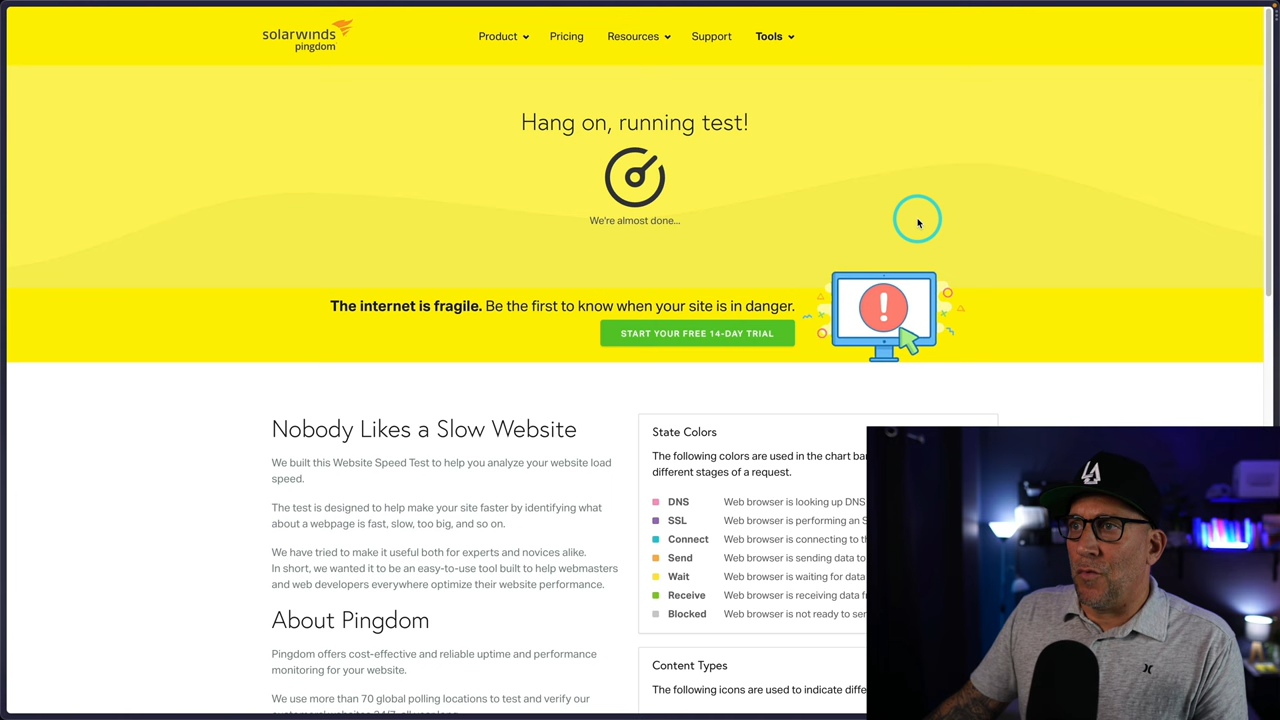 solarwinds
pingdom
Product
Pricing
Resources
Support
Tools
Hang on, running test!
We're almost done...
The internet is fragile. Be the first to know when your site is in danger.
START YOUR FREE 14-DAY TRIAL
Nobody Likes a Slow Website
We built this Website Speed Test to help you analyze your website load
speed.
The test is designed to help make your site faster by identifying what
about a webpage is fast, slow, too big, and so on.
We have tried to make it useful both for experts and novices alike.
In short, we wanted it to be an easy-to-use tool built to help webmasters
and web developers everywhere optimize their website performance.
About Pingdom
Pingdom offers cost-effective and reliable uptime and performance
monitoring for your website.
We use more than 70 global polling locations to test and verify our
State Colors
The following colors are used in the chart
different stages of a request.
DNS Web browser is looking up DNS
SSL Web browser is performing an
Connect Web browser is connecting to
Send Web browser is sending data to
Wait Web browser is waiting for data
Receive Web browser is receiving data
Blocked Web browser is not ready to
Content Types
The following icons are used to indicate
LA